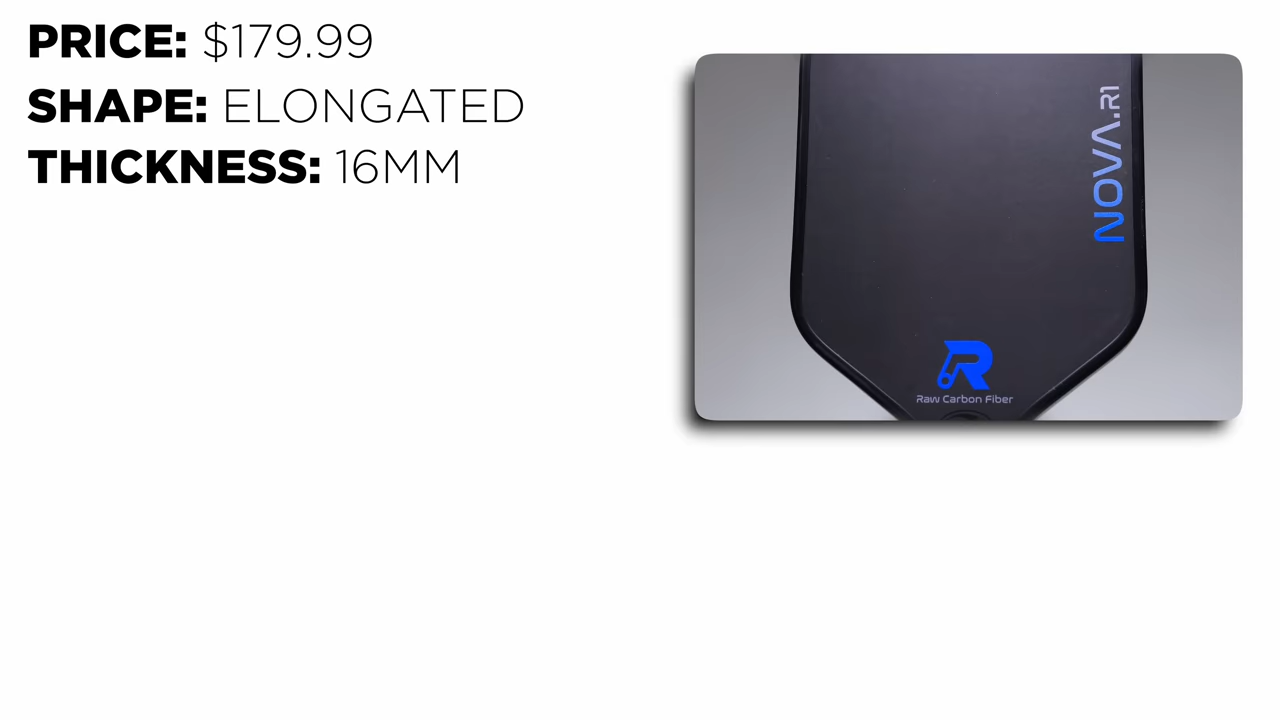 PRICE: $179.99
SHAPE: ELONGATED
THICKNESS: 16MM
NOVA.R1
R
Raw Carbon Fiber